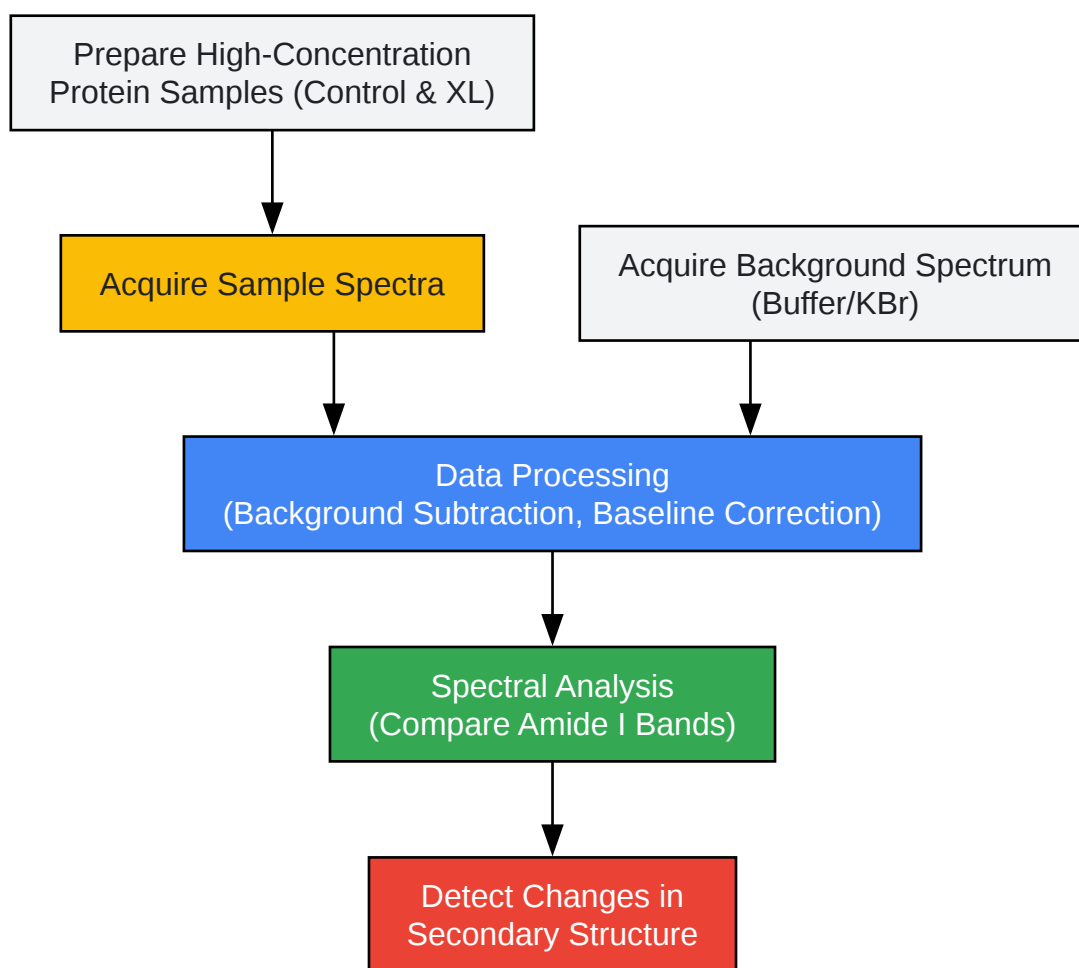 Prepare High-Concentration
Protein Samples (Control & XL)
Acquire Sample Spectra
Acquire Background Spectrum
(Buffer/KBr)
Data Processing
(Background Subtraction, Baseline Correction)
Spectral Analysis
(Compare Amide I Bands)
Detect Changes in
Secondary Structure